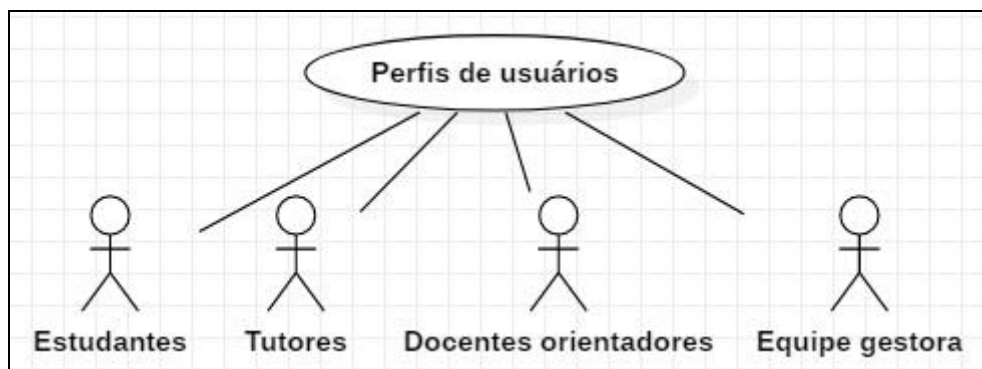 Perfis de usuários
Estudantes
Tutores
Docentes orientadores
Equipe gestora